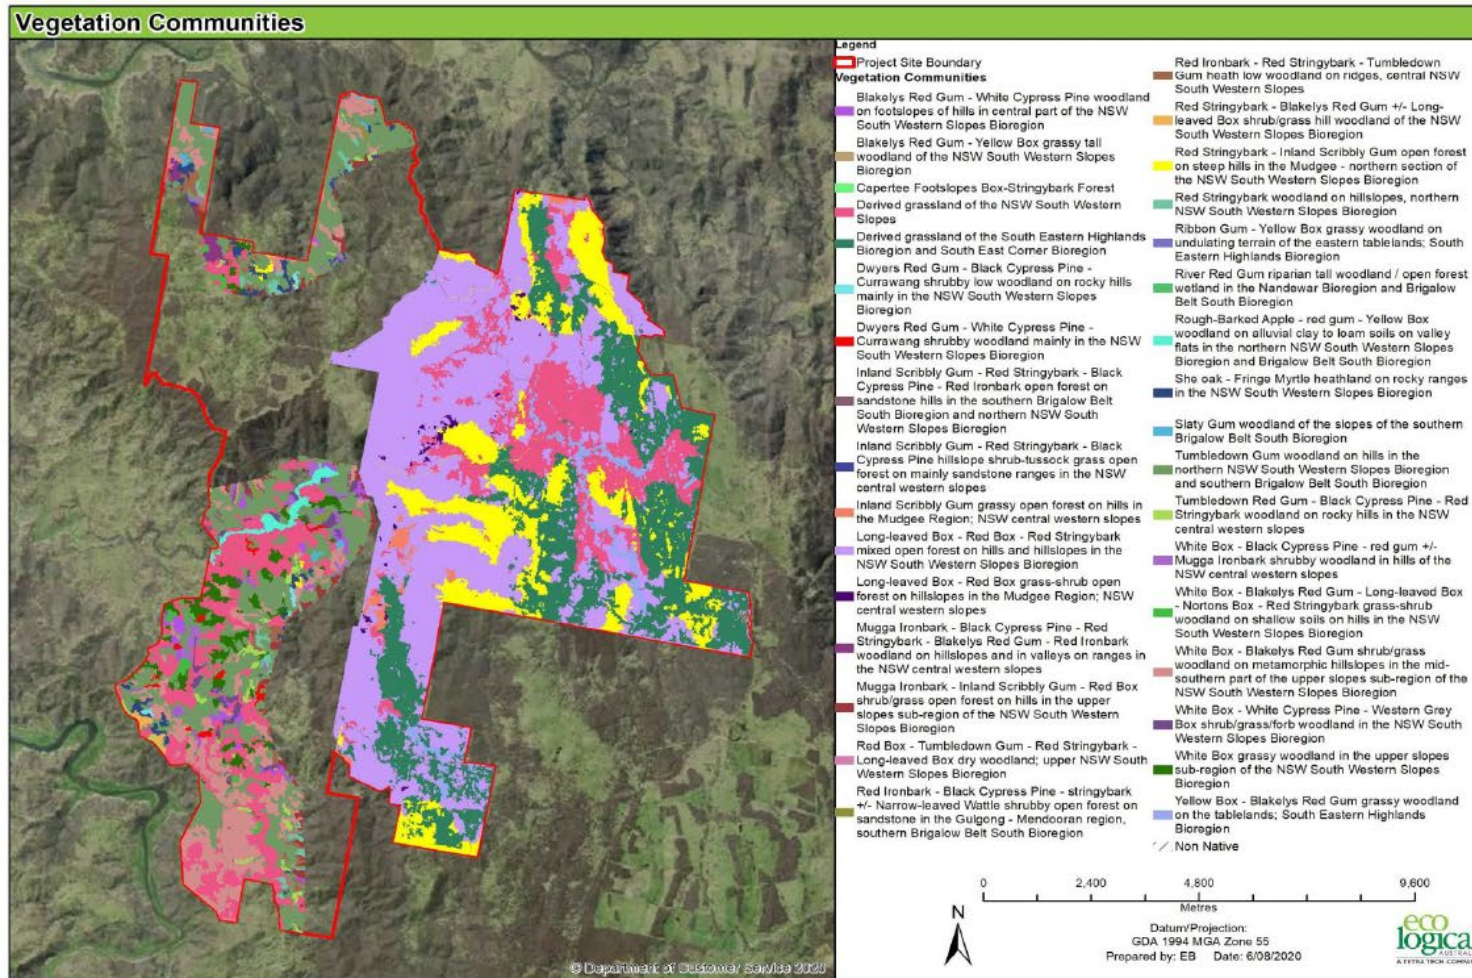 Vegetation Communities
Legend
Project Site Boundary
Vegetation Communities
Blakelys Red Gum - White Cypress Pine woodland
on footslopes of hills in central part of the NSW
South Western Slopes Bioregion
Blakelys Red Gum - Yellow Box grassy tall
woodland of the NSW South Western Slopes
Bioregion
Capertee Footslopes Box-Stringybark Forest
Derived grassland of the NSW South Western
Slopes
Derived grassland of the South Eastern Highlands
Bioregion and South East Corner Bioregion
Dwyers Red Gum - Black Cypress Pine -
Currawang shrubby low woodland on rocky hills
mainly in the NSW South Western Slopes
Bioregion
Dwyers Red Gum - White Cypress Pine -
Currawang shrubby woodland mainly in the NSW
South Western Slopes Bioregion
Inland Scribbly Gum - Red Stringybark - Black
Cypress Pine - Red Ironbark open forest on
sandstone hills in the southern Brigalow Belt
South Bioregion and northern NSW South
Western Slopes Bioregion
Inland Scribbly Gum - Red Stringybark - Black
Cypress Pine hillslope shrub-tussock grass open
forest on mainly sandstone ranges in the NSW
central western slopes
Inland Scribbly Gum grassy open forest on hills in
the Mudgee Region; NSW central western slopes
Long-leaved Box - Red Box - Red Stringybark
mixed open forest on hills and hillslopes in the
NSW South Western Slopes Bioregion
Long-leaved Box - Red Box grass-shrub open
forest on hillslopes in the Mudgee Region; NSW
central western slopes
Mugga Ironbark - Black Cypress Pine - Red
Stringybark - Blakelys Red Gum - Red Ironbark
woodland on hillslopes and in valleys on ranges in
the NSW central western slopes
Mugga Ironbark - Inland Scribbly Gum - Red Box
shrub/grass open forest on hills in the upper
slopes sub-region of the NSW South Western
Slopes Bioregion
Red Box - Tumbledown Gum - Red Stringybark -
Long-leaved Box dry woodland; upper NSW South
Western Slopes Bioregion
Red Ironbark - Black Cypress Pine - stringybark
+/- Narrow-leaved Wattle shrubby open forest on
sandstone in the Gulgong - Mendooran region,
southern Brigalow Belt South Bioregion
Red Ironbark - Red Stringybark - Tumbledown
Gum heath low woodland on ridges, central NSW
South Western Slopes
Red Stringybark - Blakelys Red Gum +/- Long-
leaved Box shrub/grass hill woodland of the NSW
South Western Slopes Bioregion
Red Stringybark - Inland Scribbly Gum open forest
on steep hills in the Mudgee - northern section of
the NSW South Western Slopes Bioregion
Red Stringybark woodland on hillslopes, northern
NSW South Western Slopes Bioregion
Ribbon Gum - Yellow Box grassy woodland on
undulating terrain of the eastern tablelands; South
Eastern Highlands Bioregion
River Red Gum riparian tall woodland / open forest
wetland in the Nandewar Bioregion and Brigalow
Belt South Bioregion
Rough-Barked Apple - red gum - Yellow Box
woodland on alluvial clay to loam soils on valley
flats in the northern NSW South Western Slopes
Bioregion and Brigalow Belt South Bioregion
She oak - Fringe Myrtle heathland on rocky ranges
in the NSW South Western Slopes Bioregion
Slaty Gum woodland of the slopes of the southern
Brigalow Belt South Bioregion
Tumbledown Gum woodland on hills in the
northern NSW South Western Slopes Bioregion
and southern Brigalow Belt South Bioregion
Tumbledown Red Gum - Black Cypress Pine - Red
Stringybark woodland on rocky hills in the NSW
central western slopes
White Box - Black Cypress Pine - red gum +/-
Mugga Ironbark shrubby woodland in hills of the
NSW central western slopes
White Box - Blakelys Red Gum - Long-leaved Box
- Nortons Box - Red Stringybark grass-shrub
woodland on shallow soils on hills in the NSW
South Western Slopes Bioregion
White Box - Blakelys Red Gum shrub/grass
woodland on metamorphic hillslopes in the mid-
southern part of the upper slopes sub-region of the
NSW South Western Slopes Bioregion
White Box - White Cypress Pine - Western Grey
Box shrub/grass/forb woodland in the NSW South
Western Slopes Bioregion
White Box grassy woodland in the upper slopes
sub-region of the NSW South Western Slopes
Bioregion
Yellow Box - Blakelys Red Gum grassy woodland
on the tablelands; South Eastern Highlands
Bioregion
Non Native
0 2,400 4,800 9,600
Metres
N
Datum/Projection:
GDA 1994 MGA Zone 55
Prepared by: EB Date: 6/08/2020
eco
logical
AUSTRALIA
A TETRA TECH COMPANY
© Department of Customer Service 2020